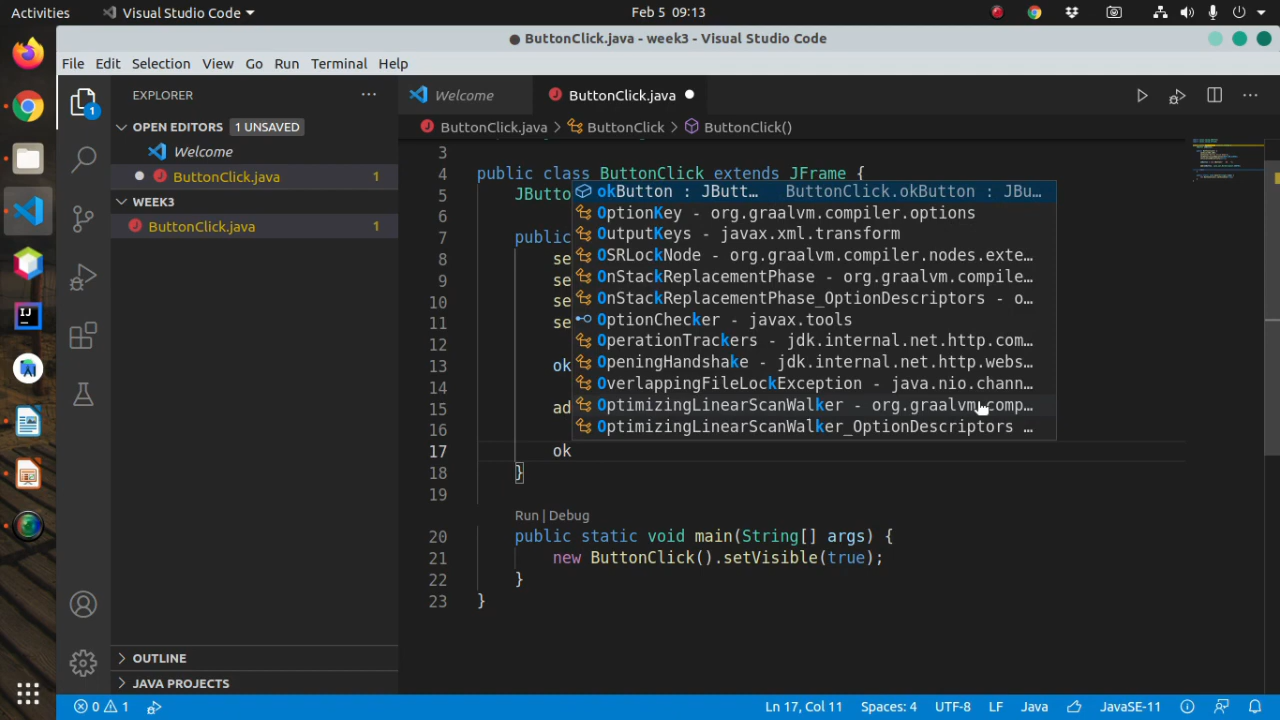 Activities Visual Studio Code Feb 5 09:13
ButtonClick.java - week3 - Visual Studio Code
File Edit Selection View Go Run Terminal Help
1 EXPLORER ··· Welcome ButtonClick.java
OPEN EDITORS 1 UNSAVED ButtonClick.java > ButtonClick > ButtonClick()
Welcome
ButtonClick.java 1
WEEK3
ButtonClick.java 1
OUTLINE
JAVA PROJECTS
3
4 public class ButtonClick extends JFrame {
5 JButto
6
7 public
8 se
9 se
10 se
11 se
12
13 ok
14
15 ad
16
17 ok
18 }
19
Run | Debug
20 public static void main(String[] args) {
21 new ButtonClick().setVisible(true);
22 }
23 }
okButton : JButt… ButtonClick.okButton : JBu…
OptionKey - org.graalvm.compiler.options
OutputKeys - javax.xml.transform
OSRLockNode - org.graalvm.compiler.nodes.exte…
OnStackReplacementPhase - org.graalvm.compile…
OnStackReplacementPhase_OptionDescriptors - o…
OptionChecker - javax.tools
OperationTrackers - jdk.internal.net.http.com…
OpeningHandshake - jdk.internal.net.http.webs…
OverlappingFileLockException - java.nio.chann…
OptimizingLinearScanWalker - org.graalvm.comp…
OptimizingLinearScanWalker_OptionDescriptors …
0 1 Ln 17, Col 11 Spaces: 4 UTF-8 LF Java JavaSE-11